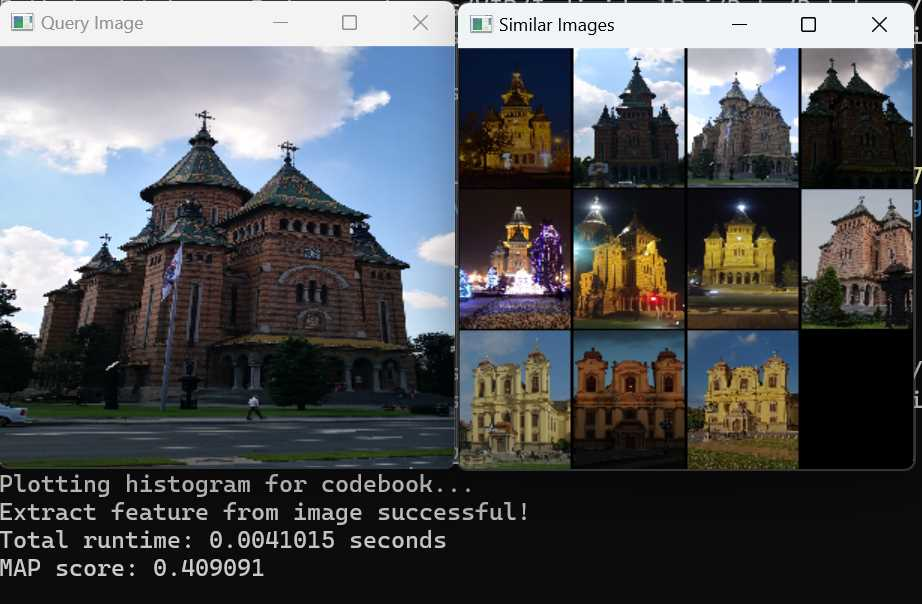 Query Image
Similar Images
Plotting histogram for codebook...
Extract feature from image successful!
Total runtime: 0.0041015 seconds
MAP score: 0.409091